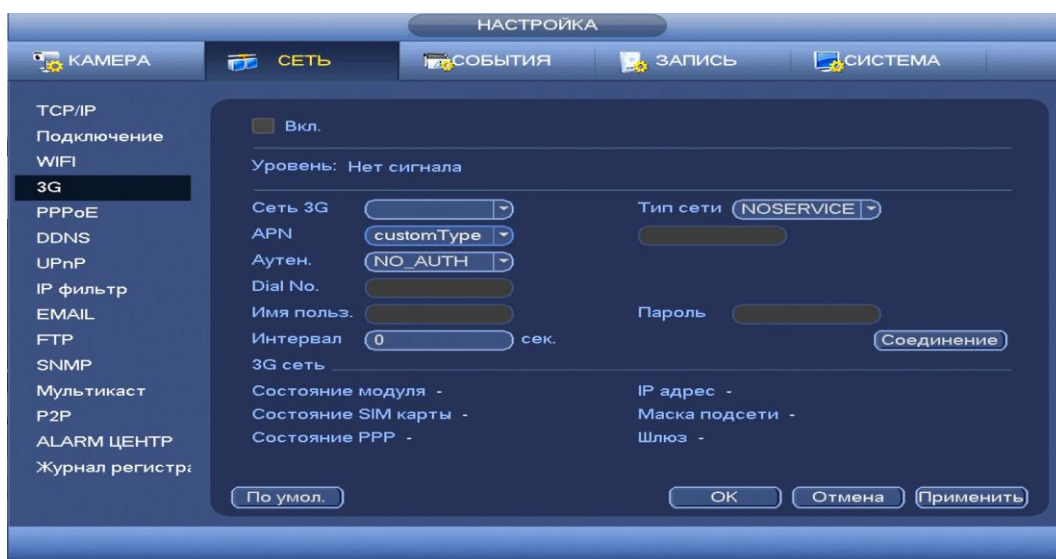 НАСТРОЙКА
КАМЕРА СЕТЬ СОБЫТИЯ ЗАПИСЬ СИСТЕМА
TCP/IP
Подключение
WIFI
3G
PPPoE
DDNS
UPnP
IP фильтр
EMAIL
FTP
SNMP
Мультикаст
P2P
ALARM ЦЕНТР
Журнал регистра
Вкл.
Уровень: Нет сигнала
Сеть 3G Тип сети NOSERVICE
APN customType
Аутен. NO_AUTH
Dial No.
Имя польз. Пароль
Интервал 0 сек. Соединение
3G сеть
Состояние модуля - IP адрес -
Состояние SIM карты - Маска подсети -
Состояние PPP - Шлюз -
По умол. OK Отмена Применить